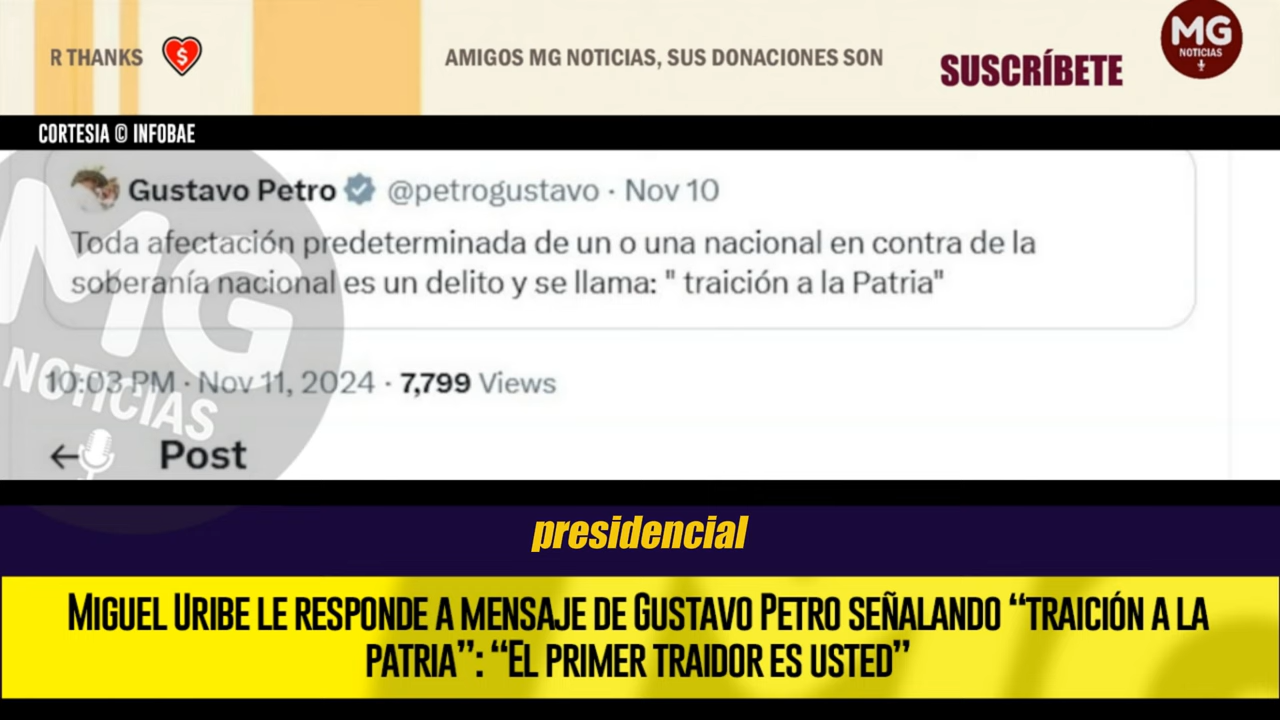 R THANKS
AMIGOS MG NOTICIAS, SUS DONACIONES SON
SUSCRÍBETE
MG
NOTICIAS
CORTESIA © INFOBAE
Gustavo Petro @petrogustavo · Nov 10
Toda afectación predeterminada de un o una nacional en contra de la
soberanía nacional es un delito y se llama: " traición a la Patria"
MG
NOTICIAS
10:03 PM · Nov 11, 2024 · 7,799 Views
← Post
presidencial
MIGUEL URIBE LE RESPONDE A MENSAJE DE GUSTAVO PETRO SEÑALANDO “TRAICIÓN A LA
PATRIA”: “EL PRIMER TRAIDOR ES USTED”